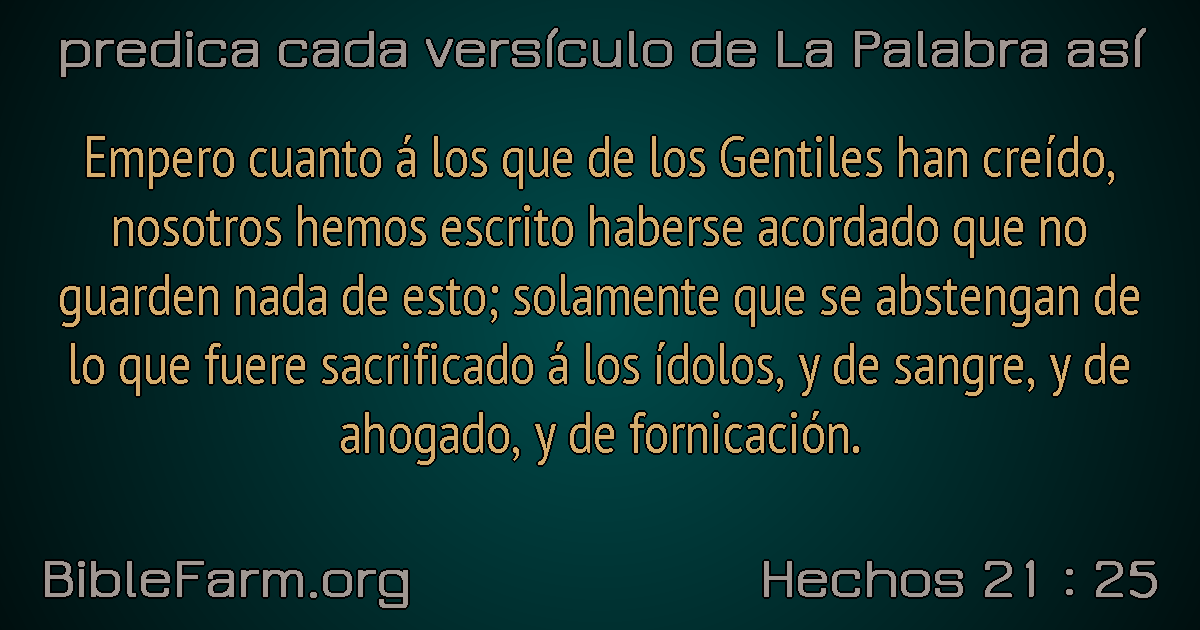 predica cada versículo de La Palabra así
Empero cuanto á los que de los Gentiles han creído,
nosotros hemos escrito haberse acordado que no
guarden nada de esto; solamente que se abstengan de
lo que fuere sacrificado á los ídolos, y de sangre, y de
ahogado, y de fornicación.
BibleFarm.org
Hechos 21 : 25